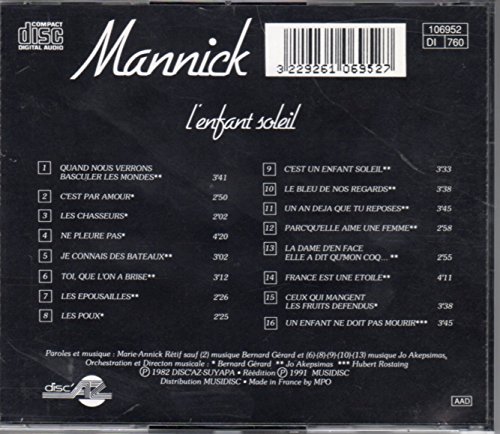 COMPACT
disc
DIGITAL AUDIO
Mannick
3 229261 069527
106952
DI 760
l'enfant soleil
1 QUAND NOUS VERRONS
BASCULER LES MONDES** 3'41
2 C'EST PAR AMOUR* 2'50
3 LES CHASSEURS* 2'02
4 NE PLEURE PAS* 4'20
5 JE CONNAIS DES BATEAUX** 3'02
6 TOI, QUE L'ON A BRISE** 3'12
7 LES EPOUSAILLES** 2'26
8 LES POUX* 2'25
9 C'EST UN ENFANT SOLEIL** 3'33
10 LE BLEU DE NOS REGARDS** 3'38
11 UN AN DEJA QUE TU REPOSES** 3'45
12 PARC'QUELLE AIME UNE FEMME** 2'58
13 LA DAME D'EN FACE
ELLE A DIT QU'MON COQ...** 2'55
14 FRANCE EST UNE ETOILE** 4'11
15 CEUX QUI MANGENT
LES FRUITS DEFENDUS* 3'38
16 UN ENFANT NE DOIT PAS MOURIR*** 3'45
Paroles et musique : Marie-Annick Rétif sauf (2) musique Bernard Gérard et (6)-(8)-(9)-(10)-(13) musique Jo Akepsimas,
Orchestration et Direction musicale : * Bernard Gérard ** Jo Akepsimas *** Hubert Rostaing
Ⓟ 1982 DISC'AZ-SUYAPA • Réédition Ⓟ 1991 MUSIDISC
Distribution MUSIDISC • Made in France by MPO
disc'AZ
AAD